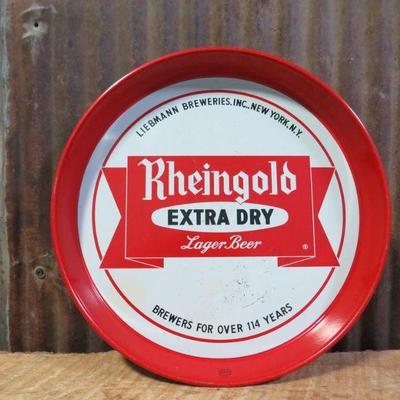 LIEBMANN BREWERIES, INC., NEW YORK, N.Y.
Rheingold
EXTRA DRY
Lager Beer
®
BREWERS FOR OVER 114 YEARS